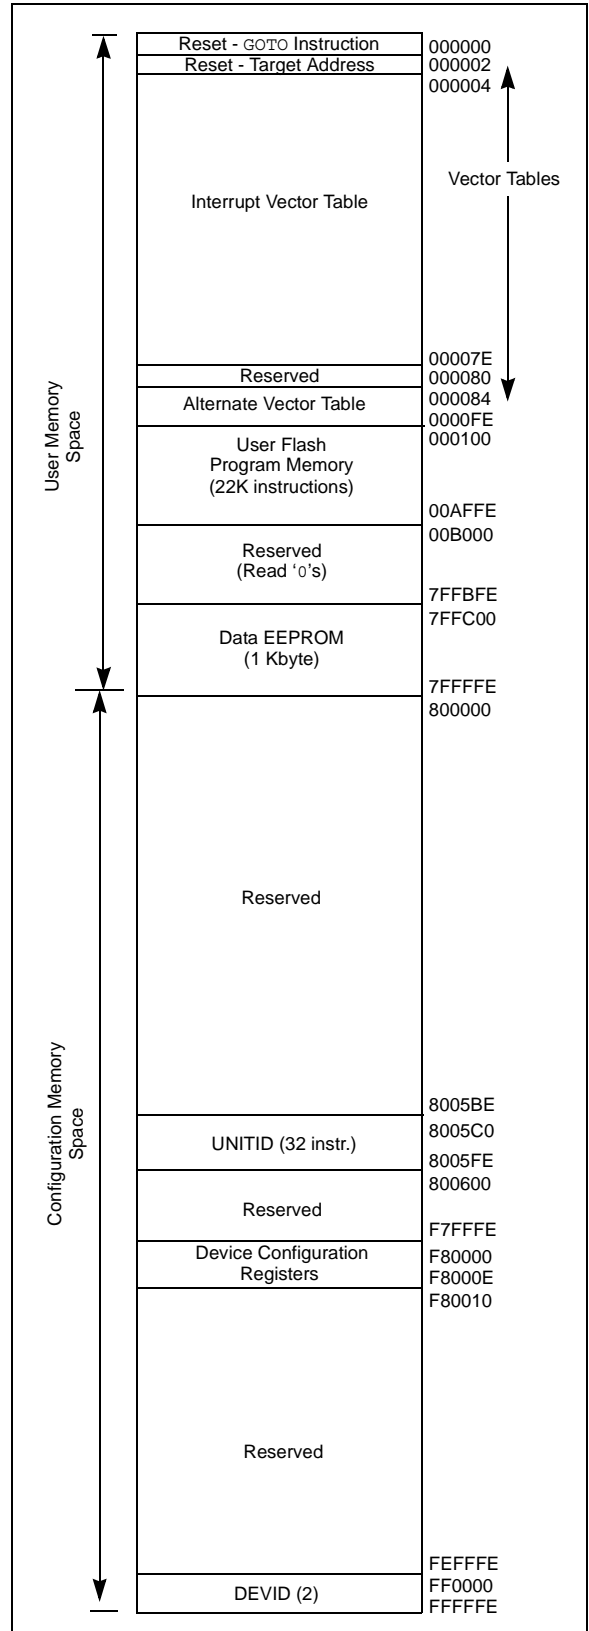 Reset - GOTO Instruction
000000
Reset - Target Address
000002
000004
Vector Tables
Interrupt Vector Table
00007E
Reserved
000080
000084
Alternate Vector Table
0000FE
000100
User Flash
Program Memory
(22K instructions)
User Memory
Space
00AFFE
00B000
Reserved
(Read ‘0’s)
7FFBFE
7FFC00
Data EEPROM
(1 Kbyte)
7FFFFE
800000
Reserved
Configuration Memory
Space
8005BE
8005C0
UNITID (32 instr.)
8005FE
800600
Reserved
F7FFFE
Device Configuration
Registers
F80000
F8000E
F80010
Reserved
FEFFFE
FF0000
DEVID (2)
FFFFFE